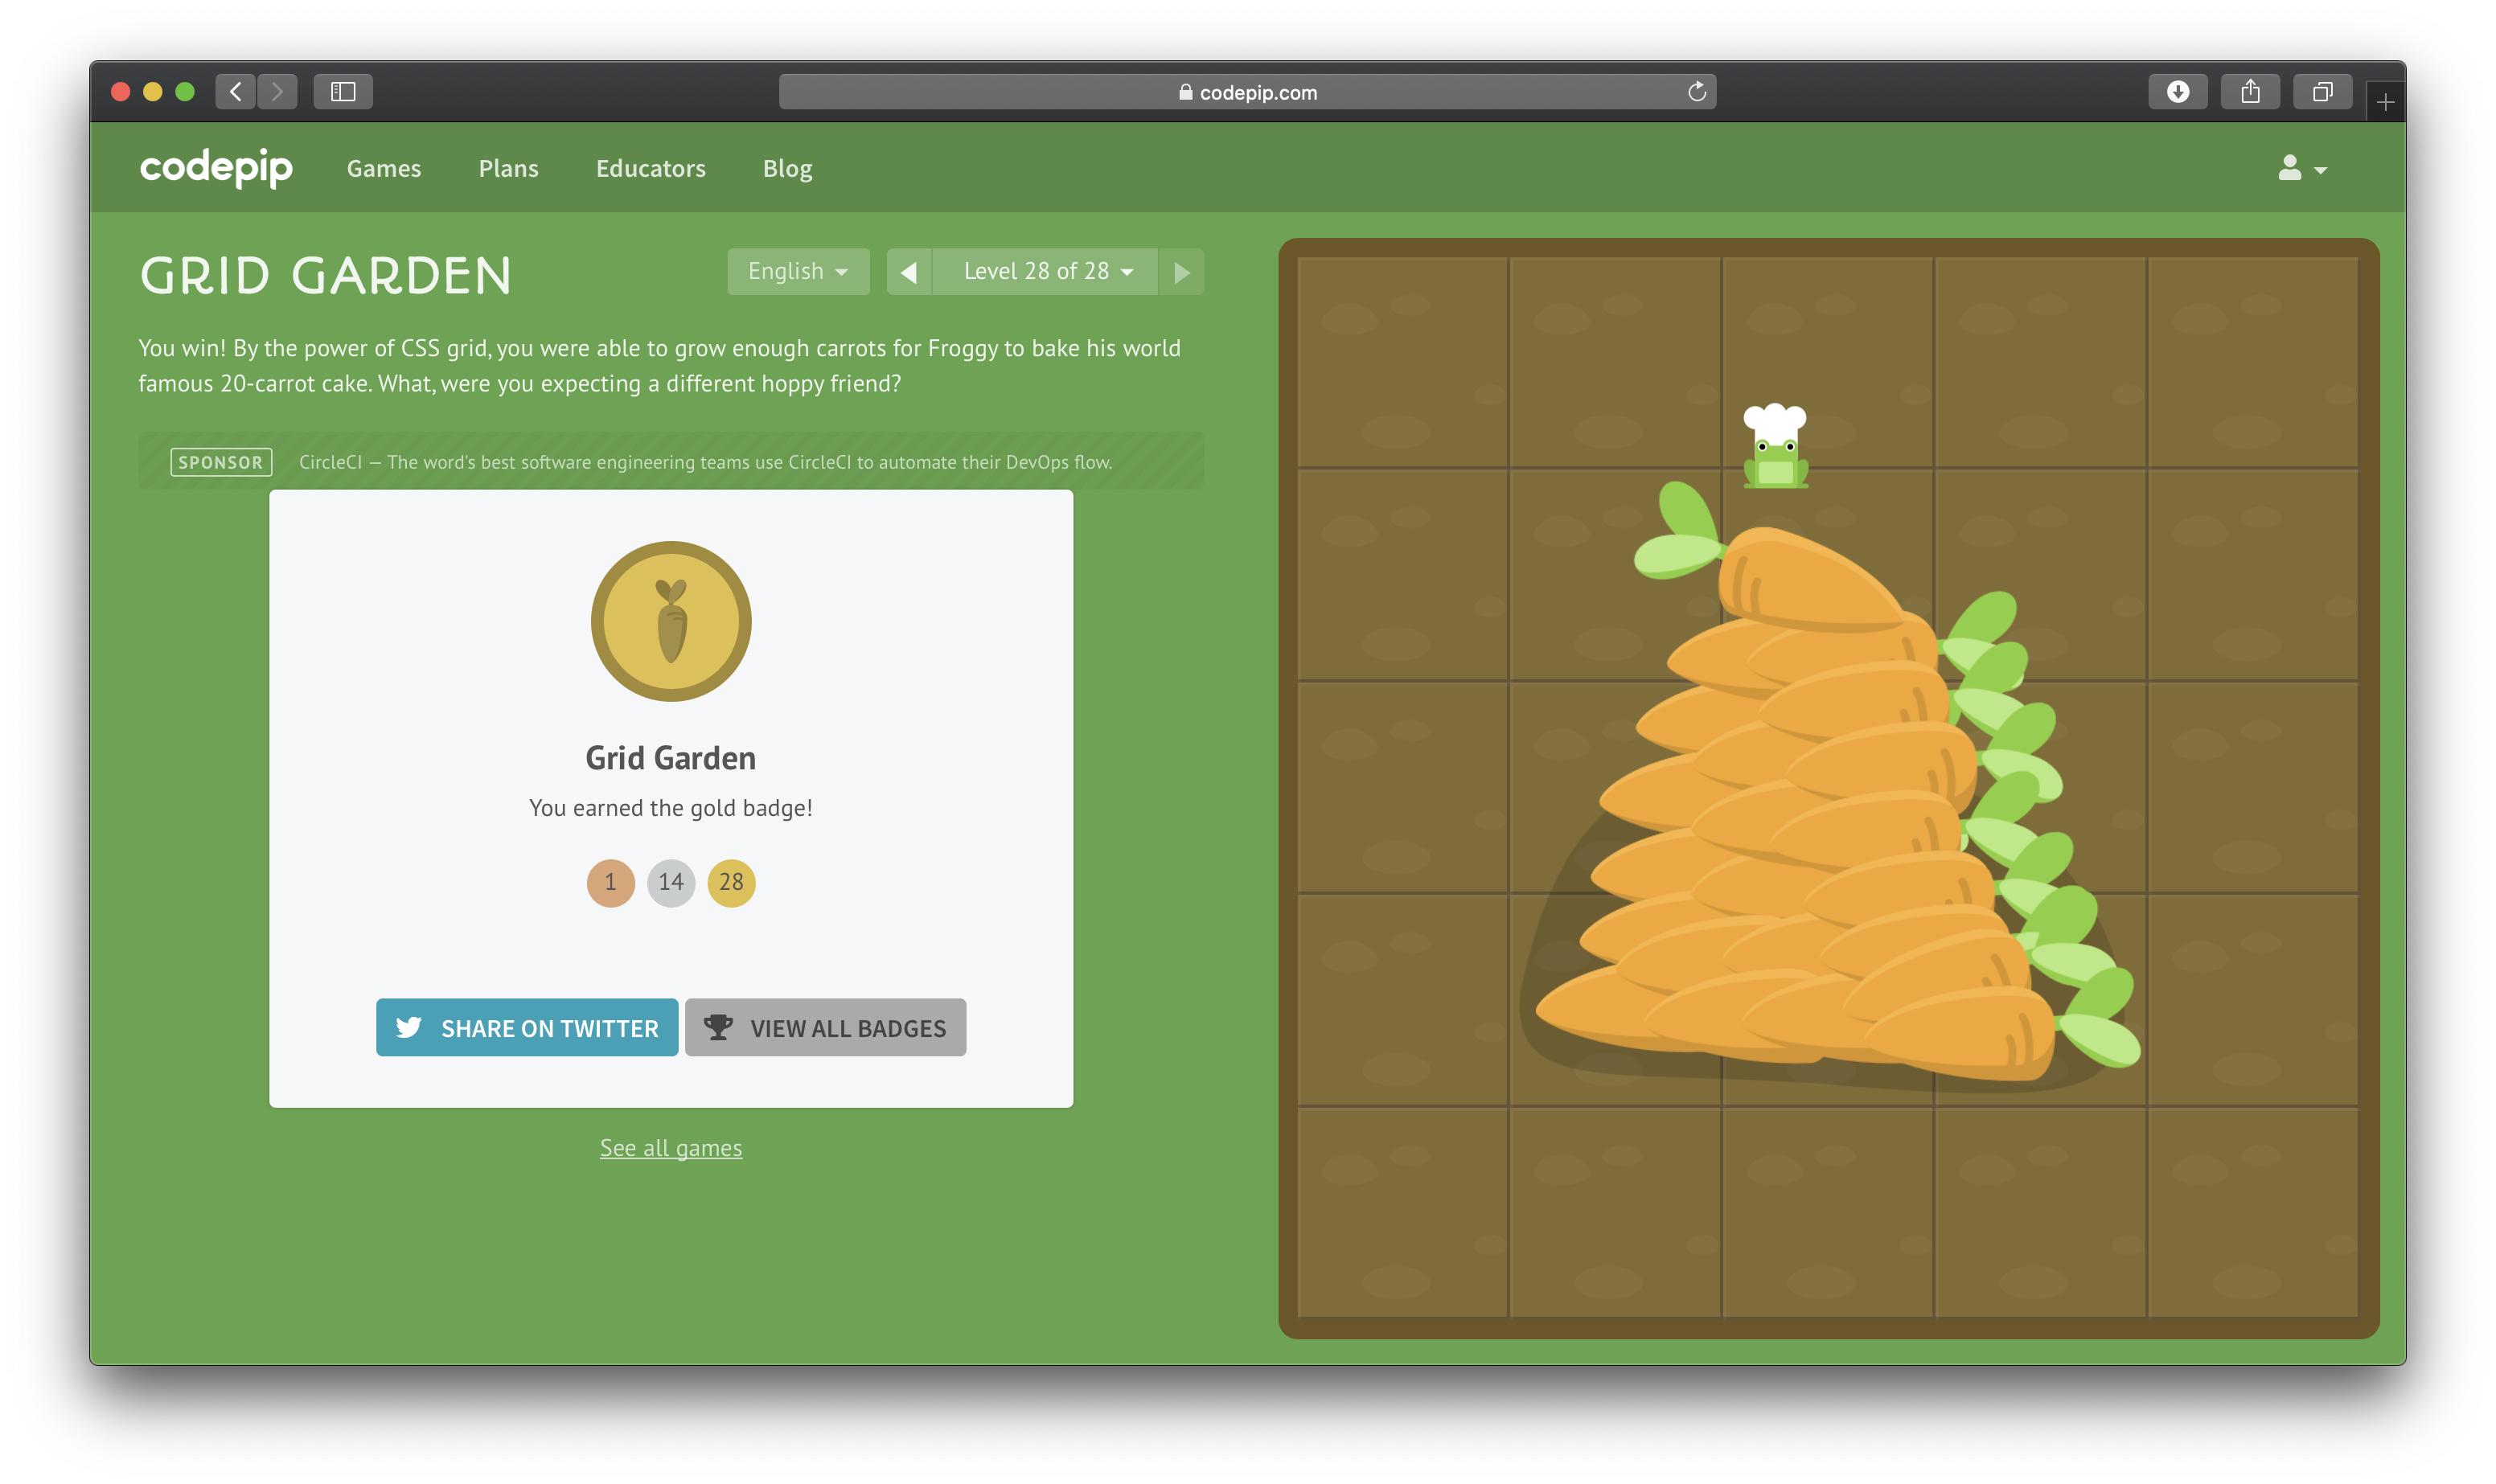 codepip.com
codepip
Games
Plans
Educators
Blog
GRID GARDEN
English
Level 28 of 28
You win! By the power of CSS grid, you were able to grow enough carrots for Froggy to bake his world
famous 20-carrot cake. What, were you expecting a different hoppy friend?
SPONSOR
CircleCI — The word's best software engineering teams use CircleCI to automate their DevOps flow.
Grid Garden
You earned the gold badge!
1
14
28
SHARE ON TWITTER
VIEW ALL BADGES
See all games